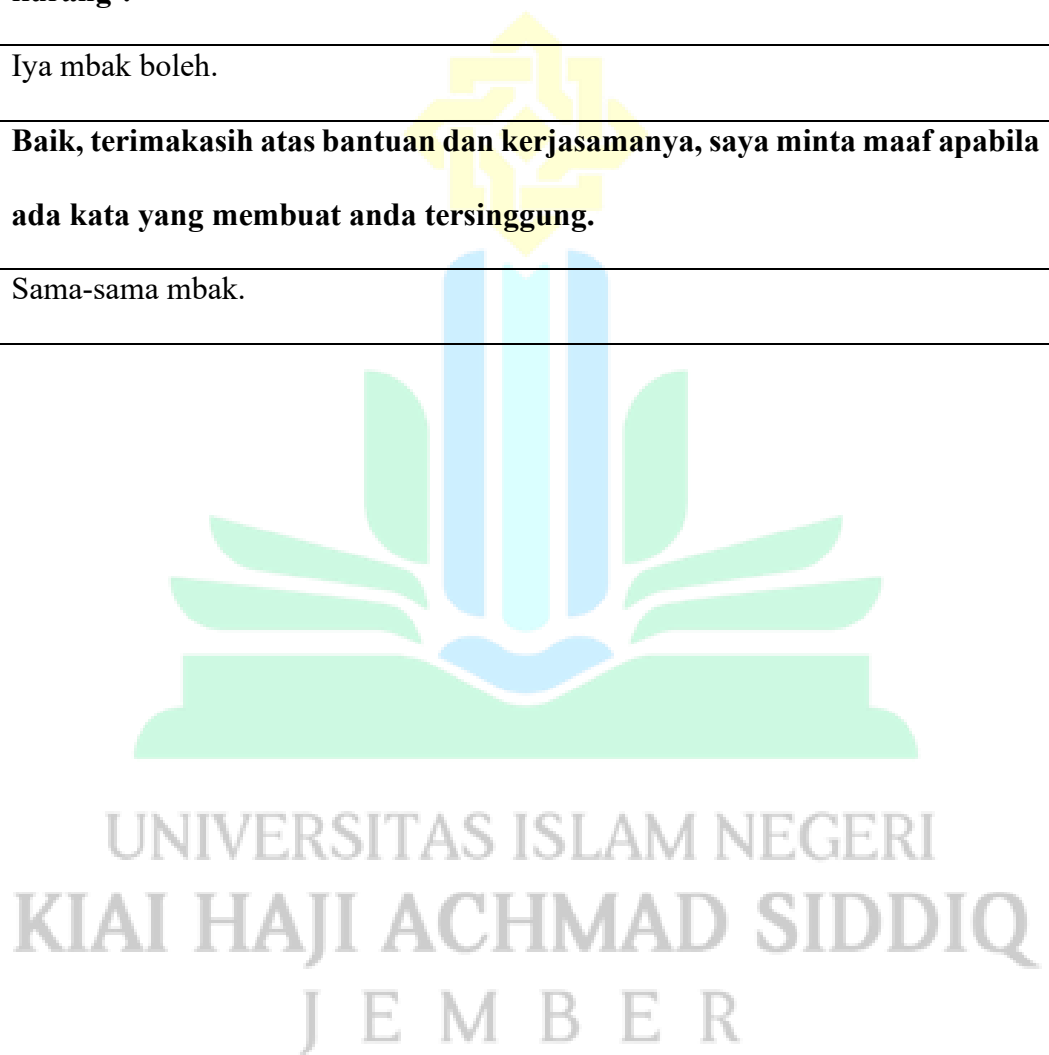 Iya mbak boleh.
Baik, terimakasih atas bantuan dan kerjasamanya, saya minta maaf apabila
ada kata yang membuat anda tersinggung.
Sama-sama mbak.
UNIVERSITAS ISLAM NEGERI
KIAI HAJI ACHMAD SIDDIQ
JEMBER